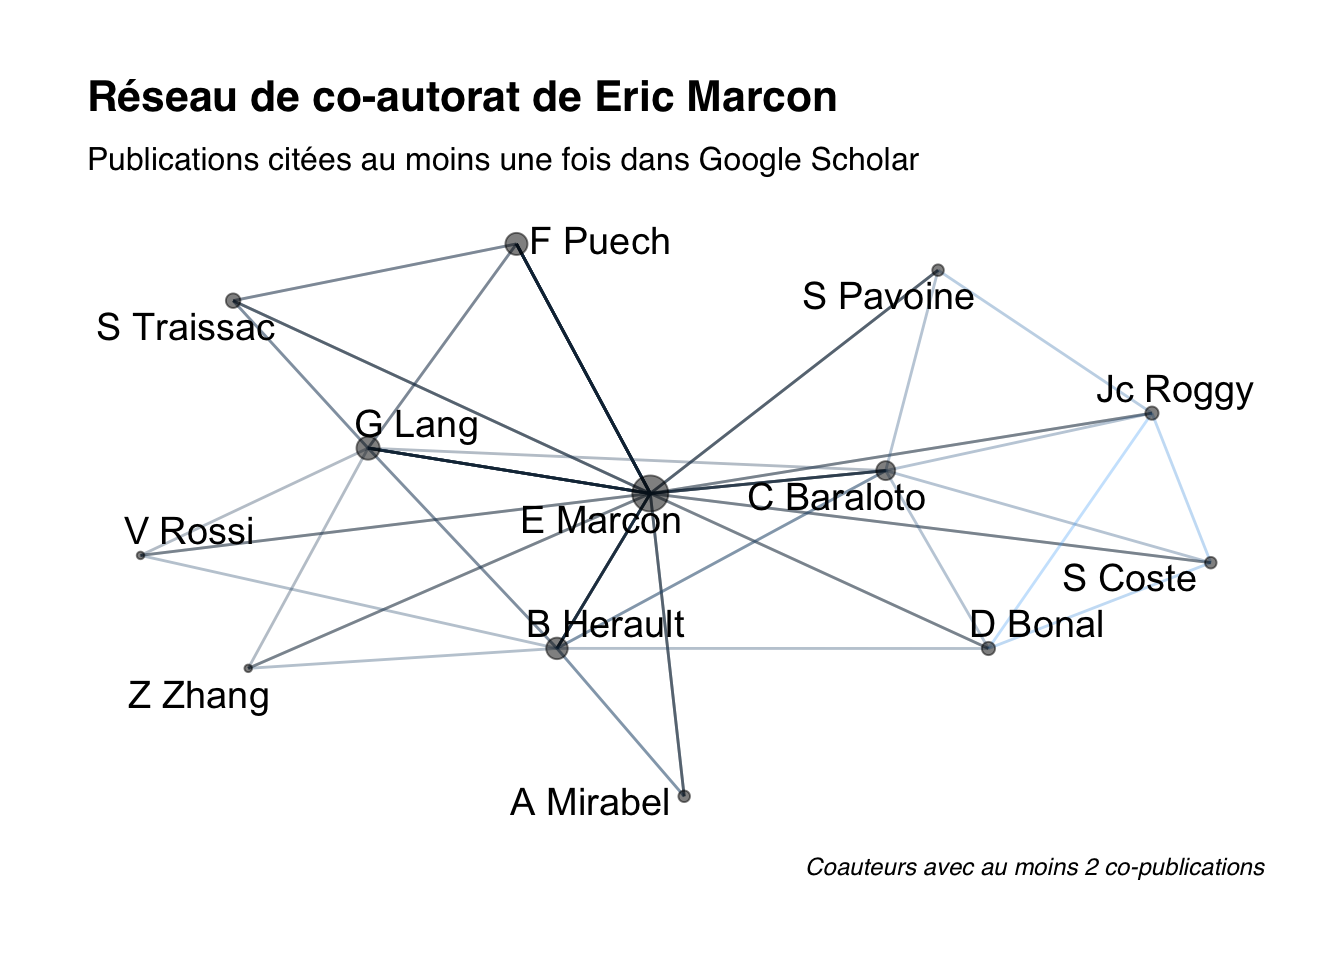 Réseau de co-autorat de Eric Marcon
Publications citées au moins une fois dans Google Scholar
F Puech
S Pavoine
S Traissac
Jc Roggy
G Lang
C Baraloto
E Marcon
V Rossi
S Coste
B Herault
D Bonal
Z Zhang
A Mirabel
Coauteurs avec au moins 2 co-publications